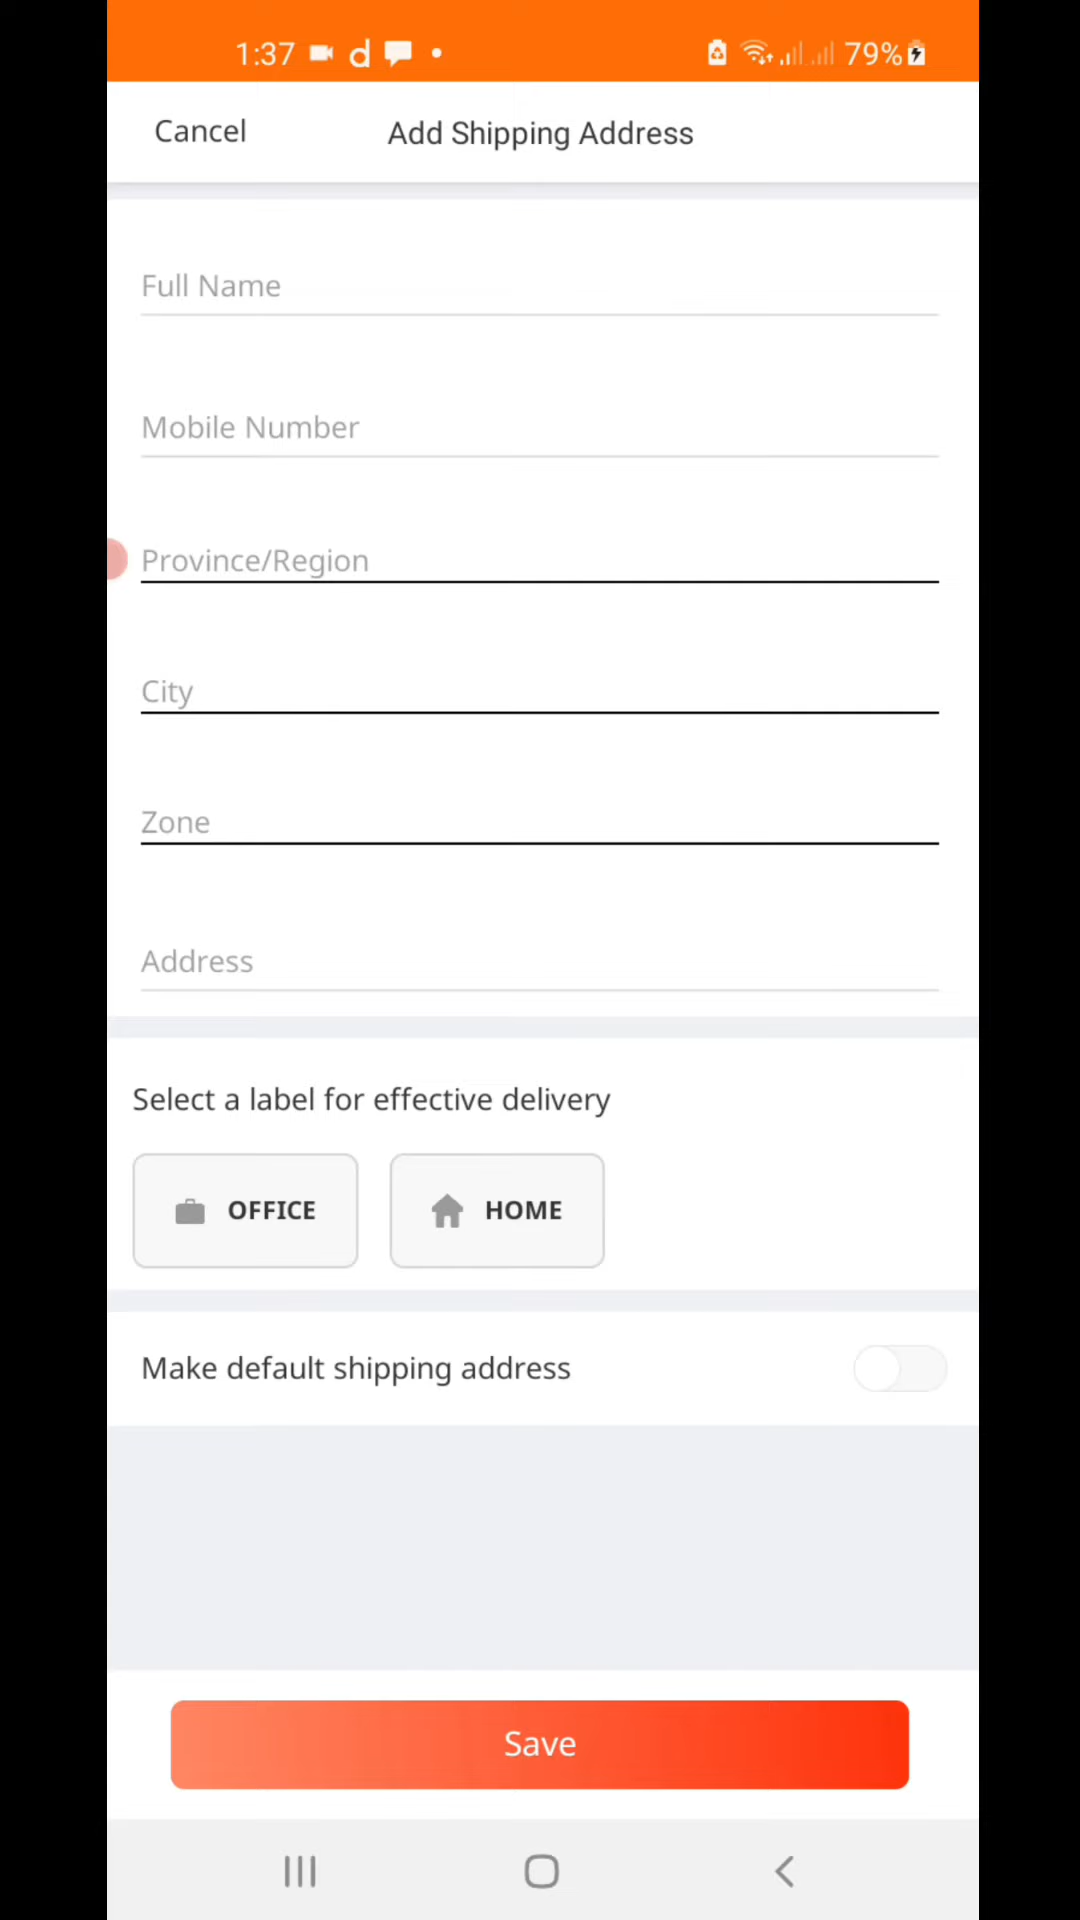 1:37 d 79%
Cancel Add Shipping Address
Full Name
Mobile Number
Province/Region
City
Zone
Address
Select a label for effective delivery
OFFICE HOME
Make default shipping address
Save